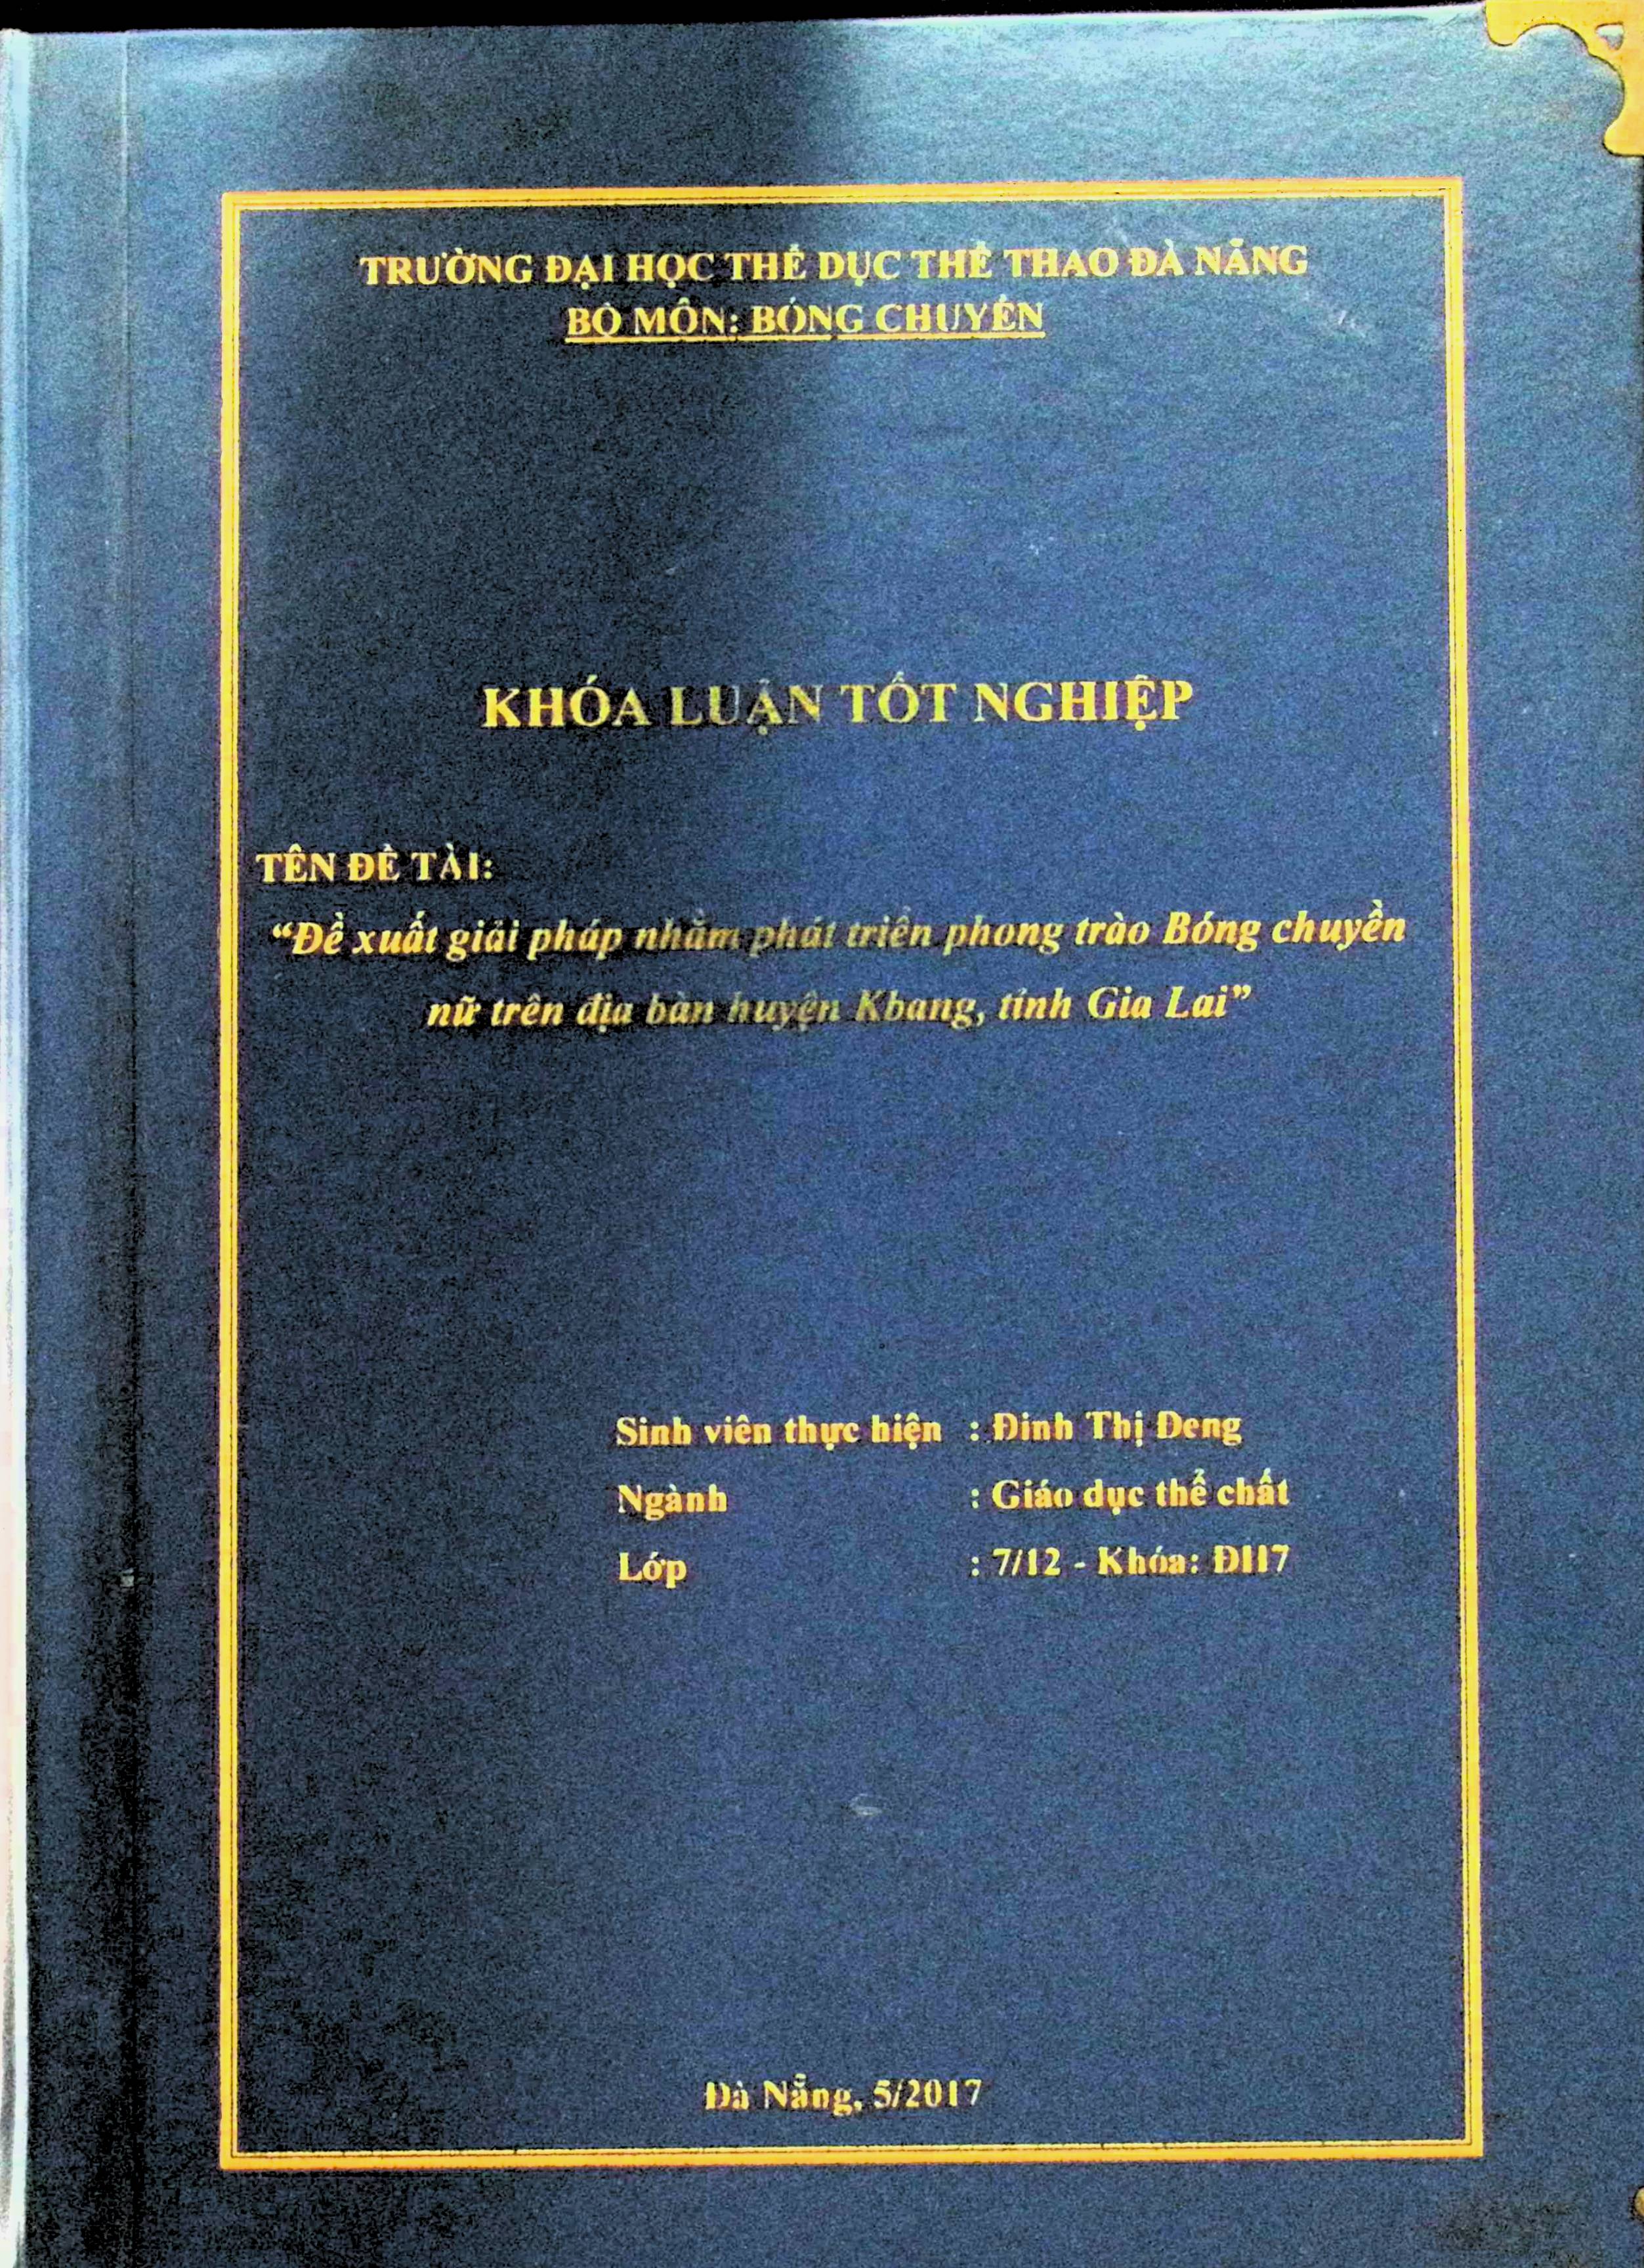 TRƯỜNG ĐẠI HỌC THỂ DỤC THỂ THAO ĐÀ NẴNG
BỘ MÔN: BÓNG CHUYỀN
KHÓA LUẬN TỐT NGHIỆP
TÊN ĐỀ TÀI:
“Đề xuất giải pháp nhằm phát triển phong trào Bóng chuyền
nữ trên địa bàn huyện Kbang, tỉnh Gia Lai”
Sinh viên thực hiện : Đinh Thị Deng
Ngành : Giáo dục thể chất
Lớp : 7/12 - Khóa: ĐH7
Đà Nẵng, 5/2017